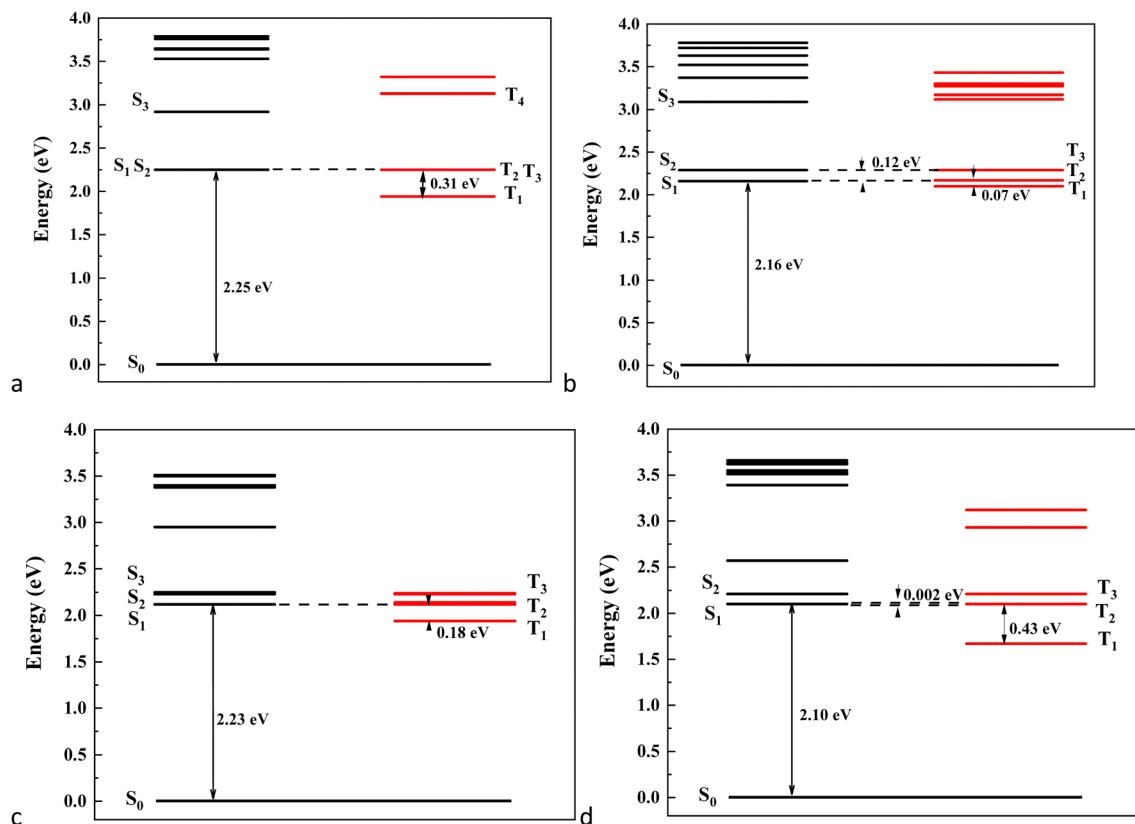 4.0
3.5
3.0
2.5
2.0
1.5
1.0
0.5
0.0
Energy (eV)
S3
S1 S2
S0
2.25 eV
0.31 eV
T4
T2 T3
T1
a
4.0
3.5
3.0
2.5
2.0
1.5
1.0
0.5
0.0
Energy (eV)
S3
S2
S1
S0
2.16 eV
0.12 eV
0.07 eV
T3
T2
T1
b
4.0
3.5
3.0
2.5
2.0
1.5
1.0
0.5
0.0
Energy (eV)
S3
S2
S1
S0
2.23 eV
0.18 eV
T3
T2
T1
c
4.0
3.5
3.0
2.5
2.0
1.5
1.0
0.5
0.0
Energy (eV)
S2
S1
S0
2.10 eV
0.002 eV
0.43 eV
T3
T2
T1
d